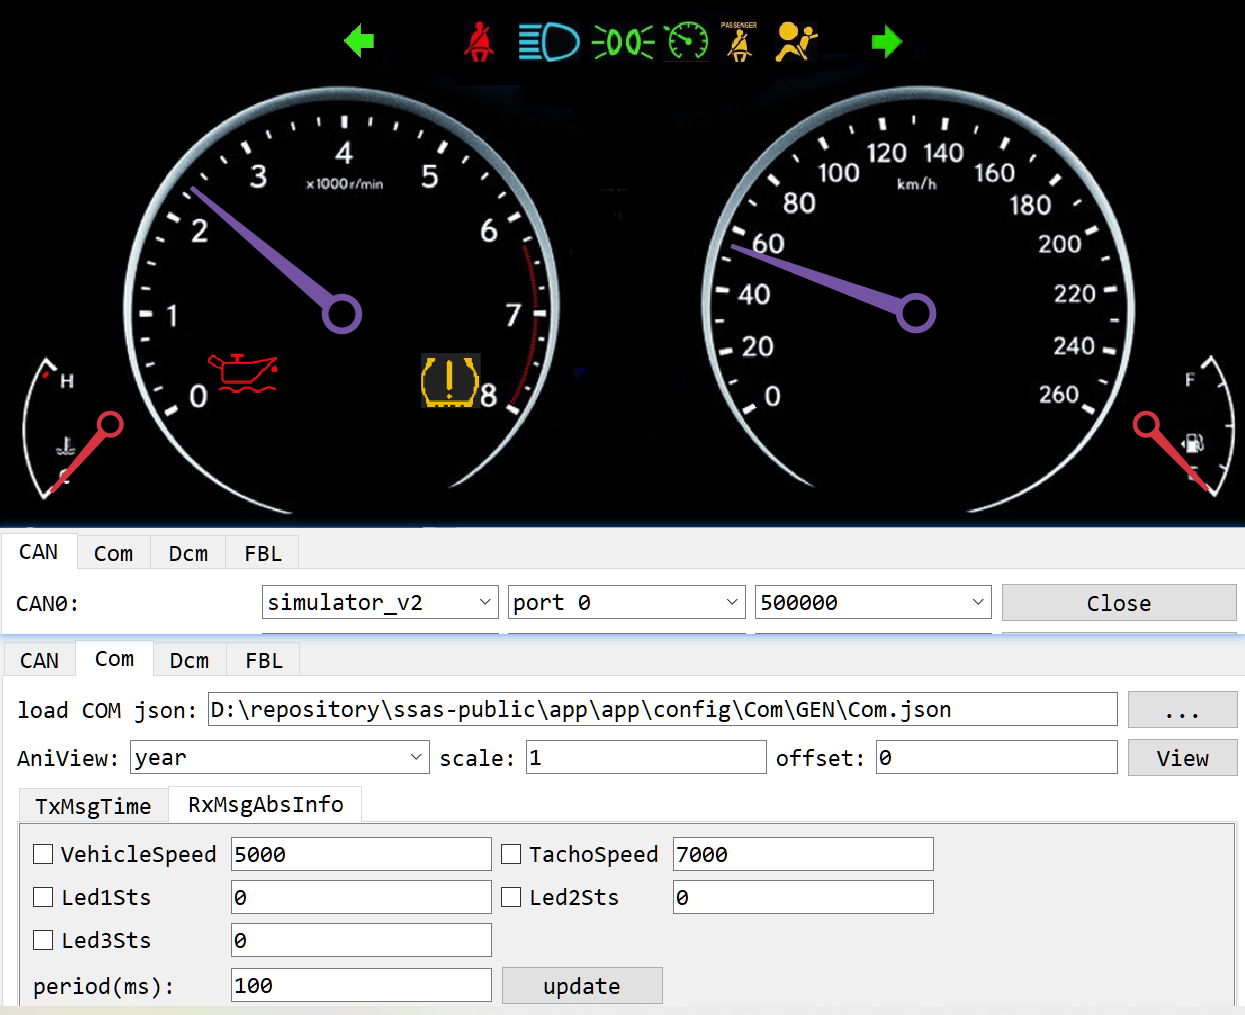 PASSENGER
4
3
5
x1000r/min
2
6
1
7
0
8
H
C
120
140
100
160
km/h
80
180
60
200
40
220
20
240
0
260
F
E
CAN Com Dcm FBL
CAN0: simulator_v2 port 0 500000 Close
CAN Com Dcm FBL
load COM json: D:\repository\ssas-public\app\app\config\Com\GEN\Com.json ...
AniView: year scale: 1 offset: 0 View
TxMsgTime RxMsgAbsInfo
VehicleSpeed 5000 TachoSpeed 7000
Led1Sts 0 Led2Sts 0
Led3Sts 0
period(ms): 100 update